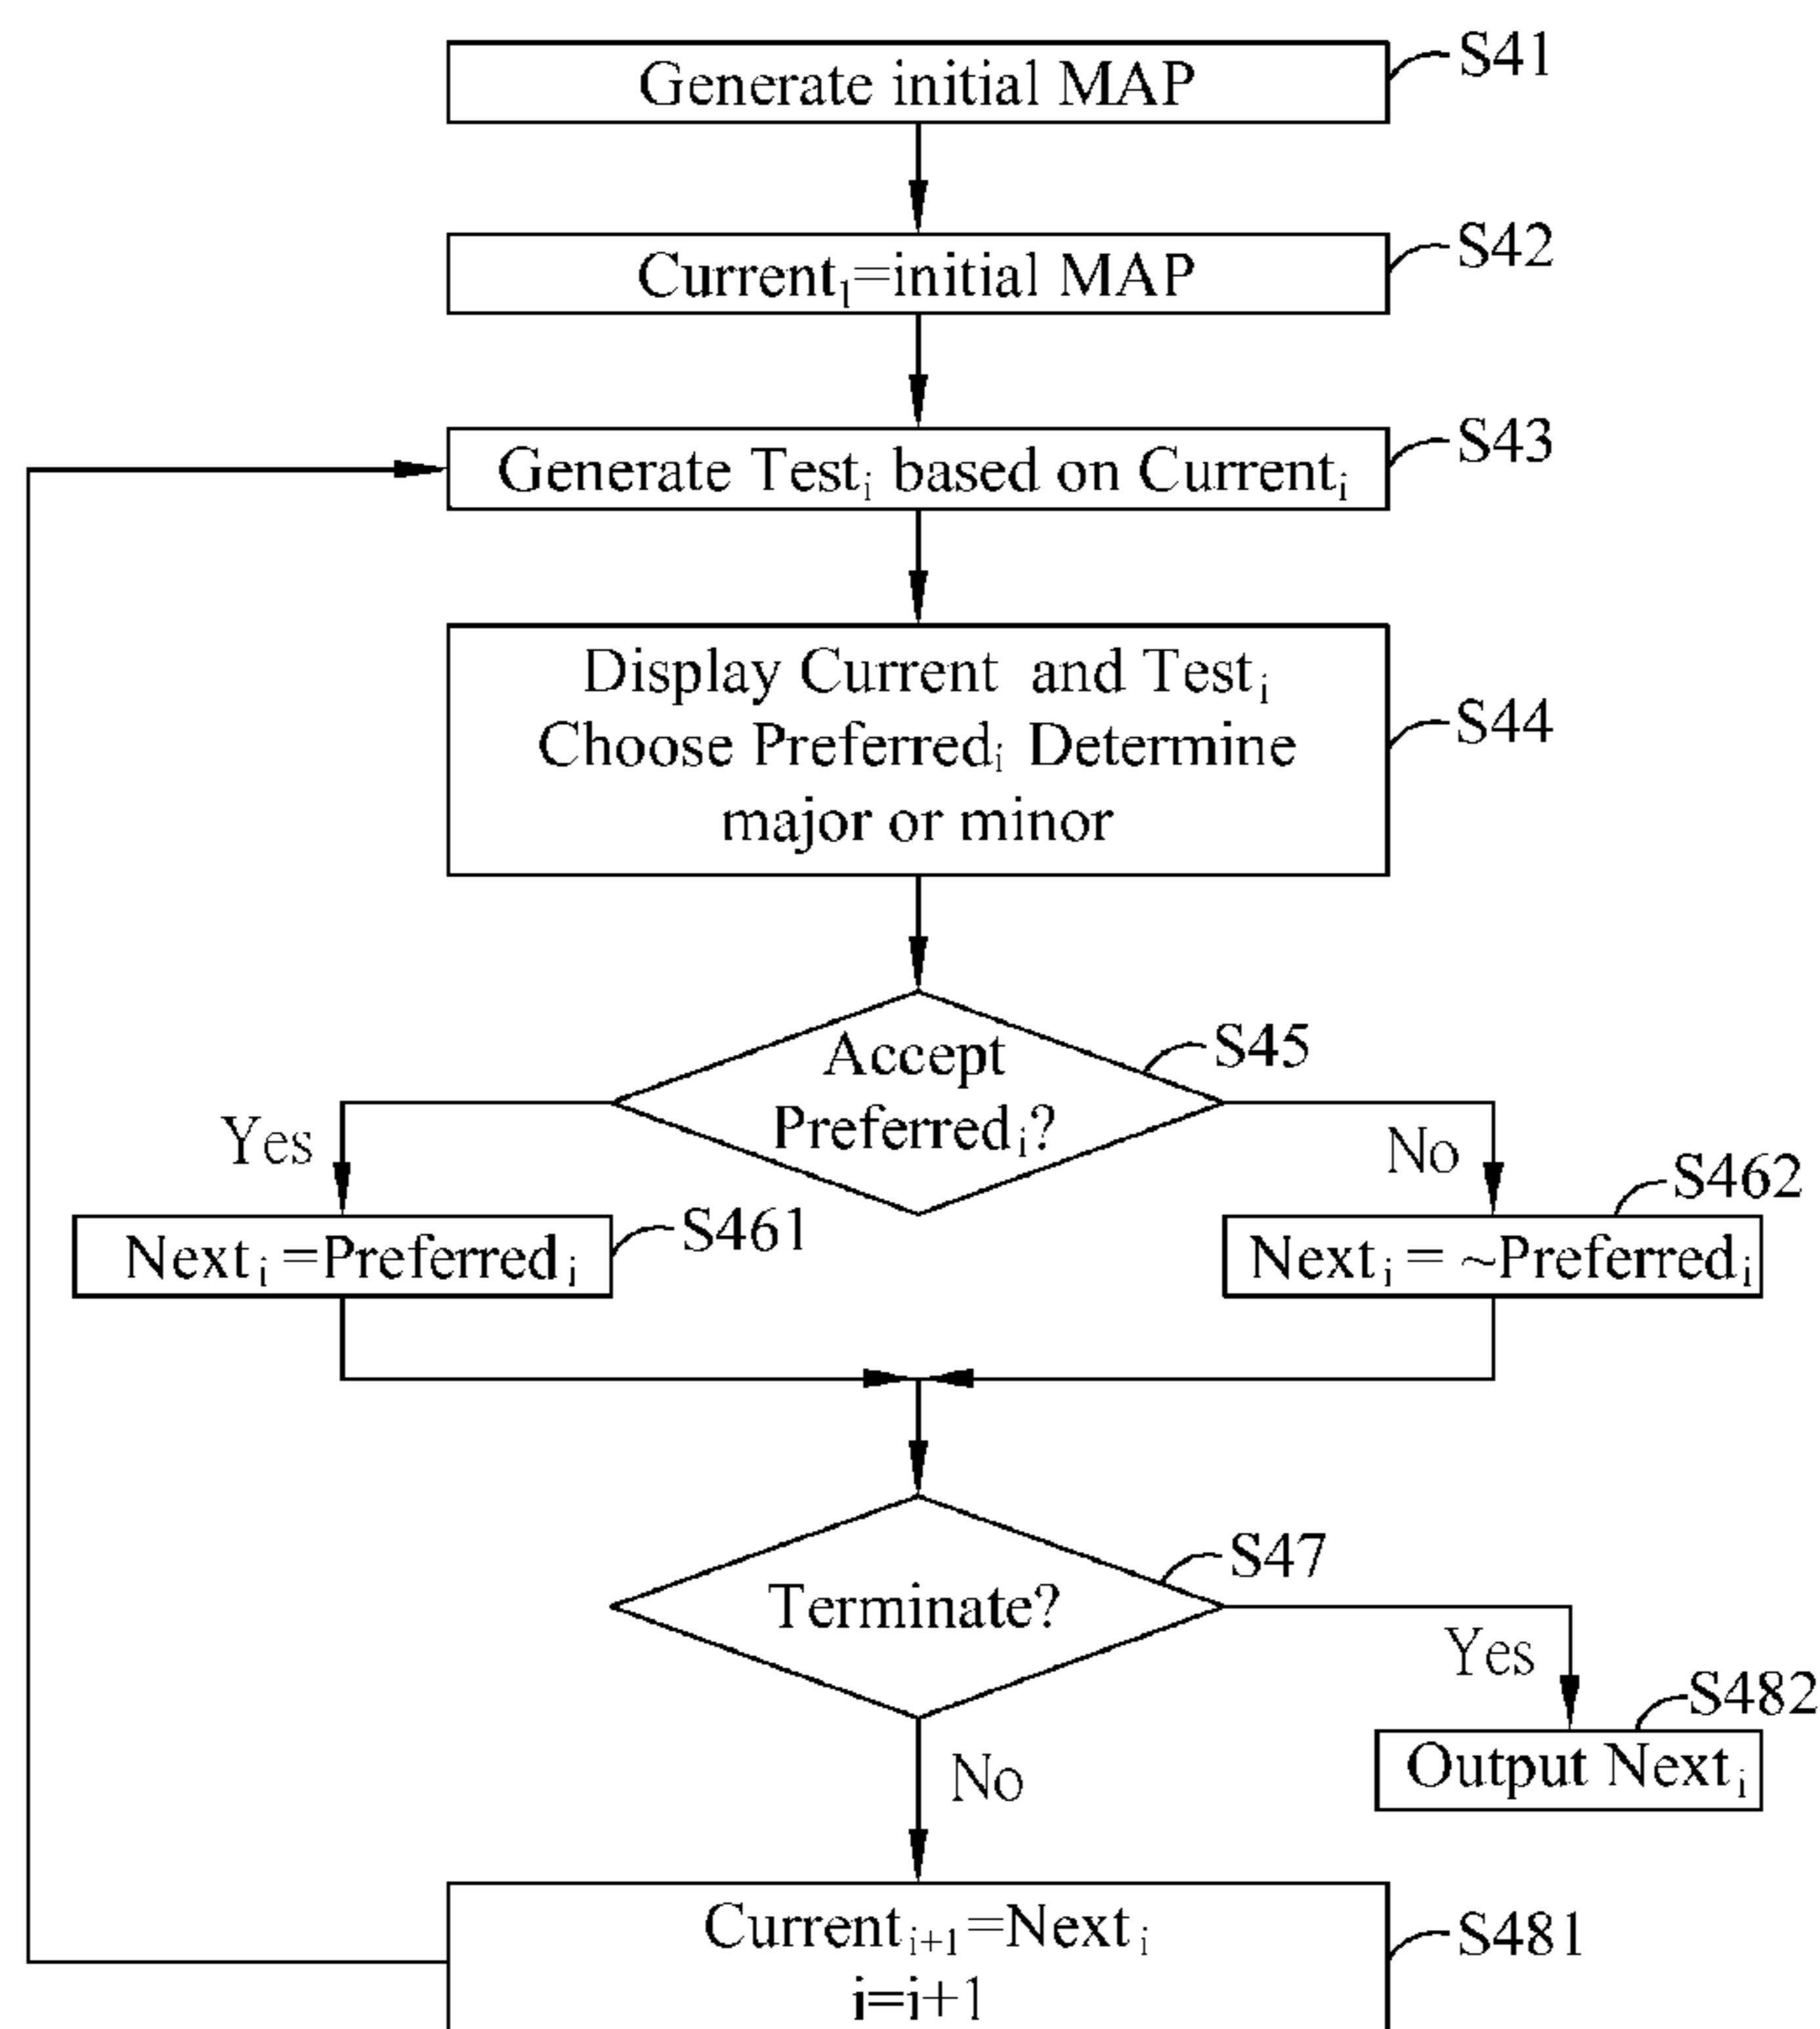 Generate initial MAP
S41
Current₁=initial MAP
S42
Generate Testᵢ based on Currentᵢ
S43
Display Current and Testᵢ
Choose Preferredᵢ Determine
major or minor
S44
Accept
Preferredᵢ?
S45
Yes
No
Nextᵢ=Preferredᵢ
S461
Nextᵢ= ~Preferredᵢ
S462
Terminate?
S47
Yes
No
Output Nextᵢ
S482
Currentᵢ₊₁=Nextᵢ
i=i+1
S481